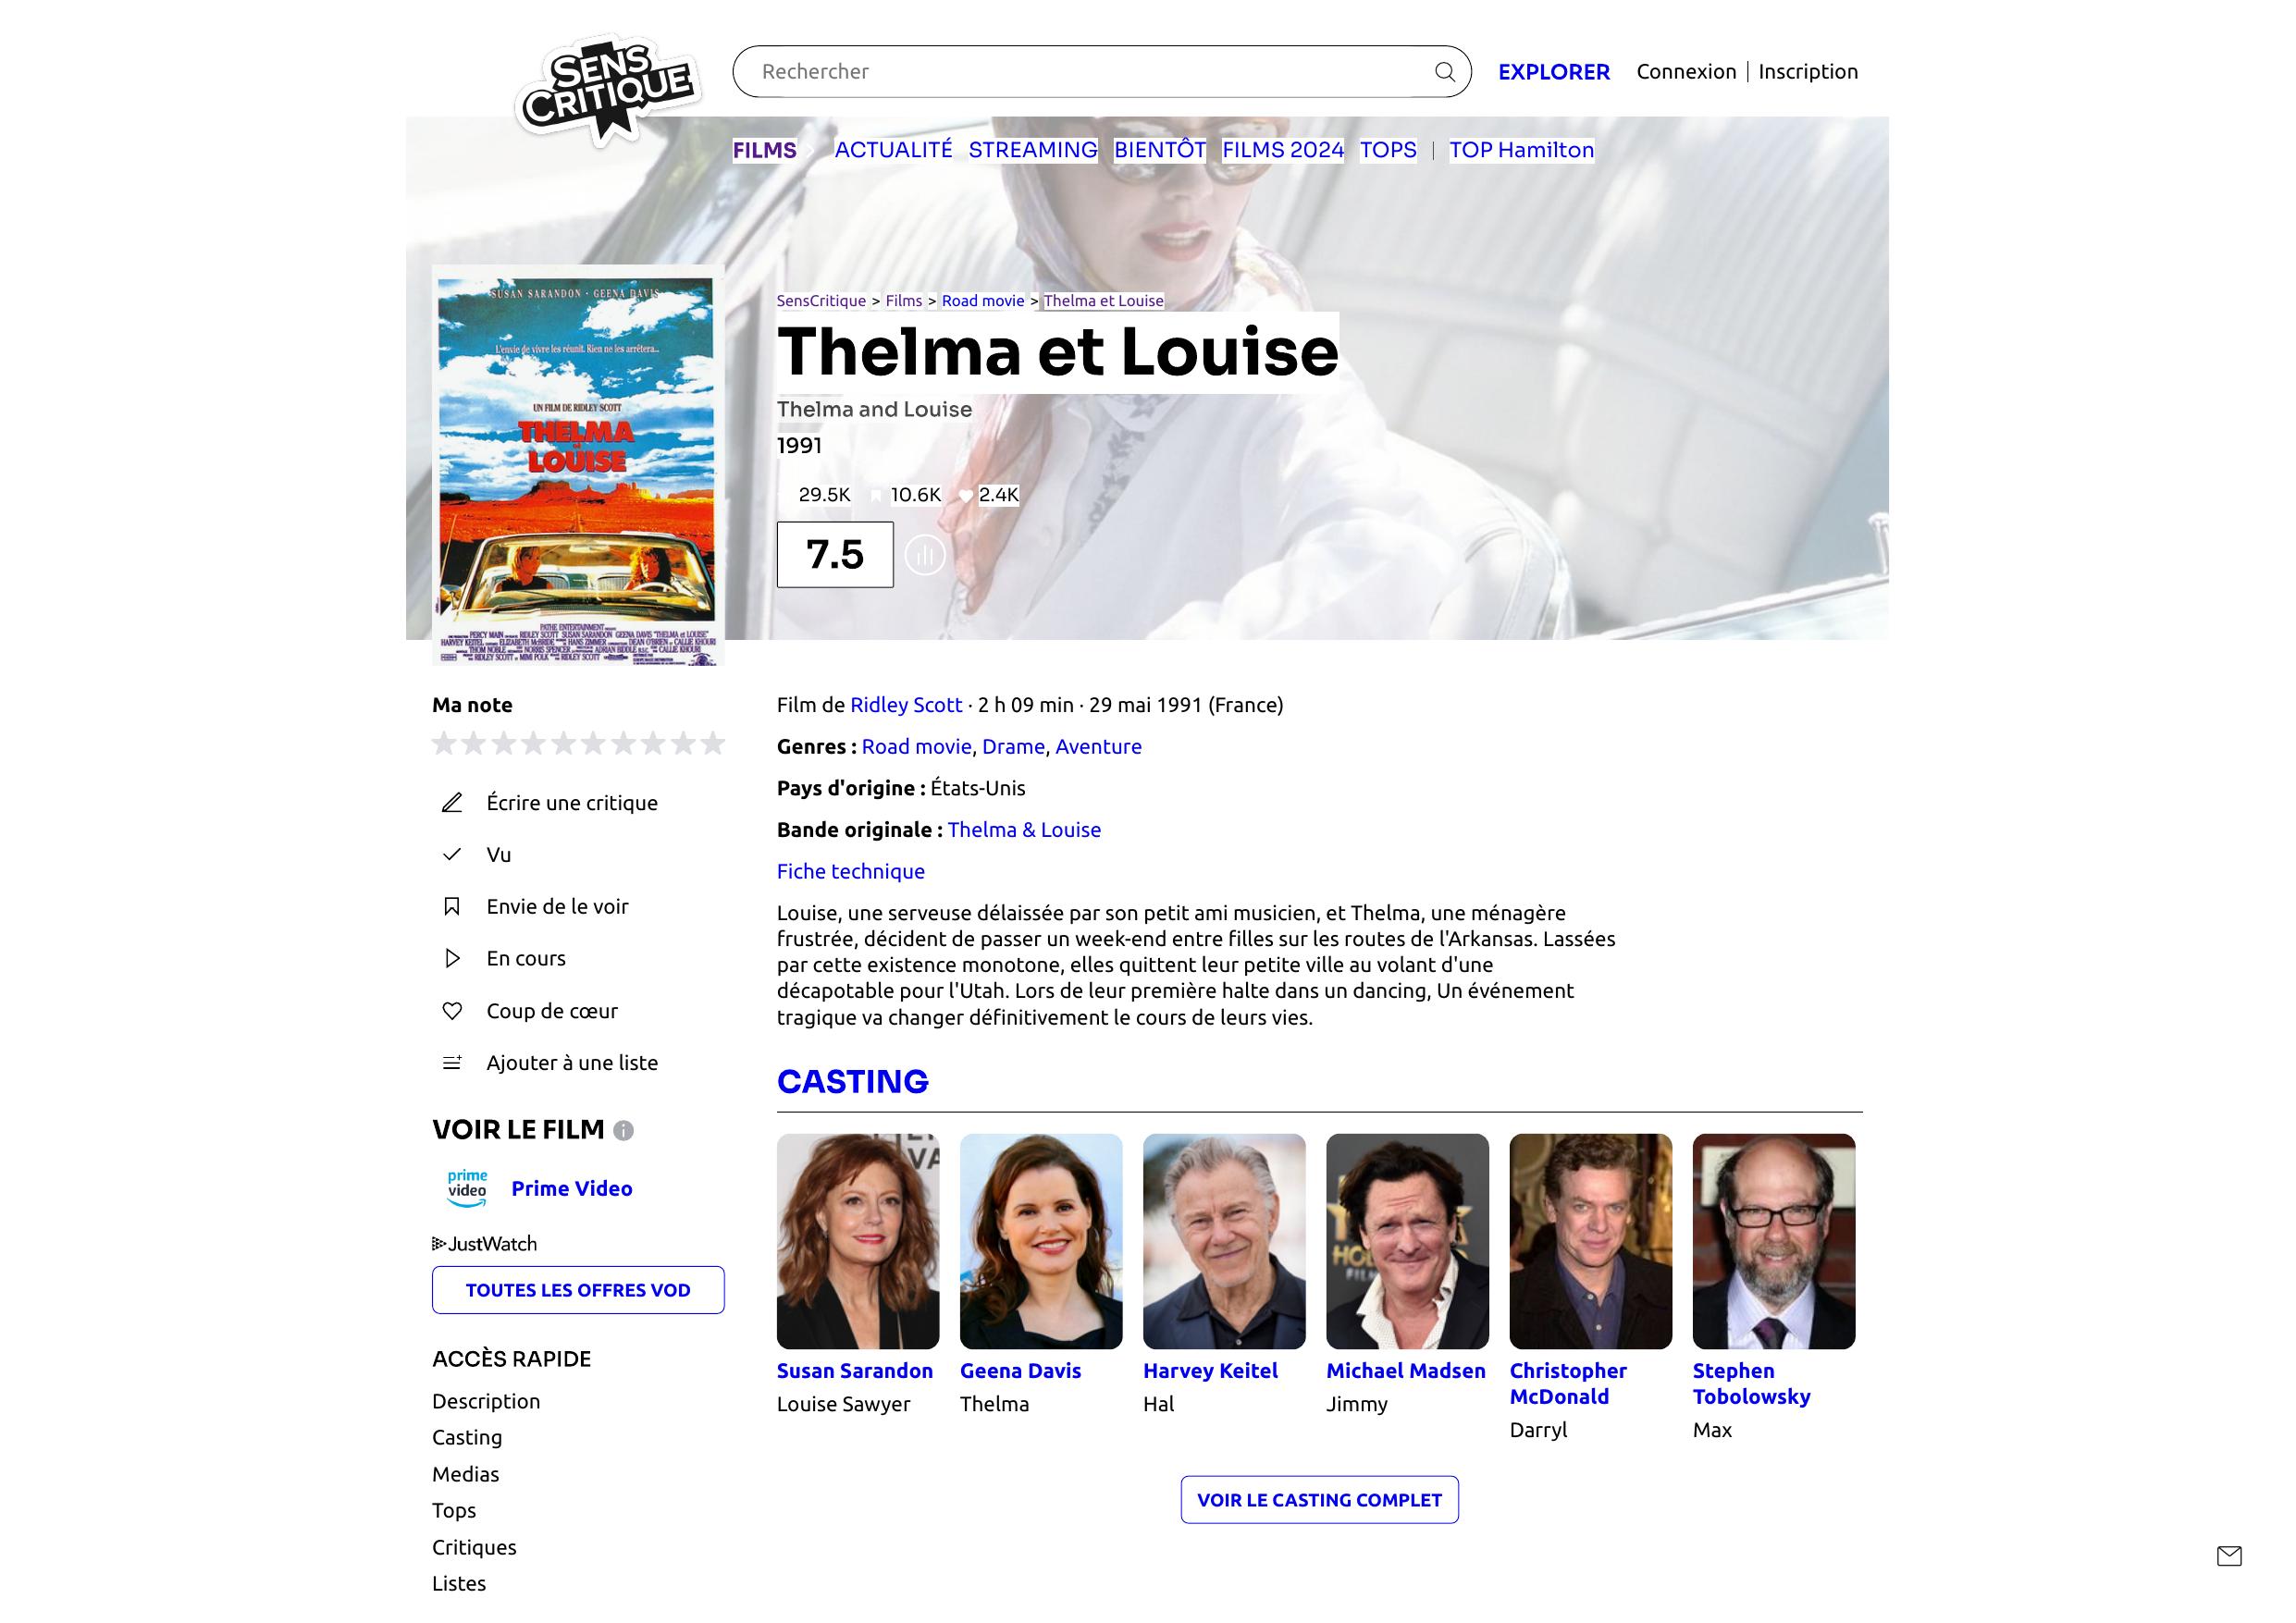 SENS
CRITIQUE
Rechercher
EXPLORER
Connexion | Inscription
FILMS
ACTUALITÉ
STREAMING
BIENTÔT
FILMS 2024
TOPS
|
TOP Hamilton
SUSAN SARANDON · GEENA DAVIS
L'envie de vivre les réunit. Rien ne les arrêtera...
UN FILM DE RIDLEY SCOTT
THELMA
LOUISE
PATHE ENTERTAINMENT
SensCritique > Films > Road movie > Thelma et Louise
Thelma et Louise
Thelma and Louise
1991
29.5K 10.6K 2.4K
7.5
Ma note
Écrire une critique
Vu
Envie de le voir
En cours
Coup de cœur
Ajouter à une liste
VOIR LE FILM
prime
video
Prime Video
JustWatch
TOUTES LES OFFRES VOD
ACCÈS RAPIDE
Description
Casting
Medias
Tops
Critiques
Listes
Film de Ridley Scott · 2 h 09 min · 29 mai 1991 (France)
Genres : Road movie, Drame, Aventure
Pays d'origine : États-Unis
Bande originale : Thelma & Louise
Fiche technique
Louise, une serveuse délaissée par son petit ami musicien, et Thelma, une ménagère
frustrée, décident de passer un week-end entre filles sur les routes de l'Arkansas. Lassées
par cette existence monotone, elles quittent leur petite ville au volant d'une
décapotable pour l'Utah. Lors de leur première halte dans un dancing, Un événement
tragique va changer définitivement le cours de leurs vies.
CASTING
Susan Sarandon
Louise Sawyer
Geena Davis
Thelma
Harvey Keitel
Hal
Michael Madsen
Jimmy
Christopher
McDonald
Darryl
Stephen
Tobolowsky
Max
VOIR LE CASTING COMPLET